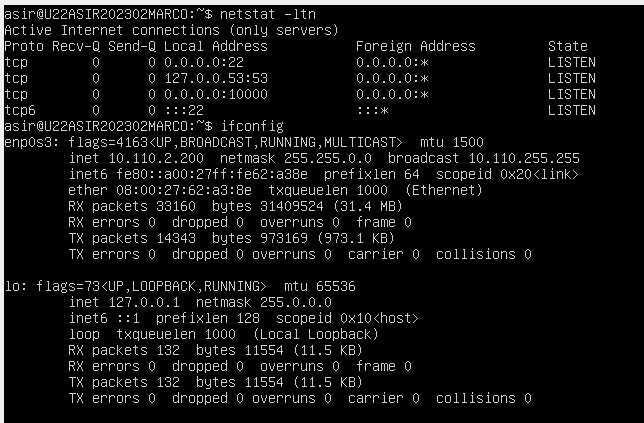 asir@U22ASIR202302MARCO:~$ netstat -ltn
Active Internet connections (only servers)
Proto Recv-Q Send-Q Local Address           Foreign Address         State
tcp        0      0 0.0.0.0:22              0.0.0.0:*               LISTEN
tcp        0      0 127.0.0.53:53           0.0.0.0:*               LISTEN
tcp        0      0 0.0.0.0:10000           0.0.0.0:*               LISTEN
tcp6       0      0 :::22                   :::*                    LISTEN
asir@U22ASIR202302MARCO:~$ ifconfig
enp0s3: flags=4163<UP,BROADCAST,RUNNING,MULTICAST>  mtu 1500
        inet 10.110.2.200  netmask 255.255.0.0  broadcast 10.110.255.255
        inet6 fe80::a00:27ff:fe62:a38e  prefixlen 64  scopeid 0x20<link>
        ether 08:00:27:62:a3:8e  txqueuelen 1000  (Ethernet)
        RX packets 33160  bytes 31409524 (31.4 MB)
        RX errors 0  dropped 0  overruns 0  frame 0
        TX packets 14343  bytes 973169 (973.1 KB)
        TX errors 0  dropped 0 overruns 0  carrier 0  collisions 0

lo: flags=73<UP,LOOPBACK,RUNNING>  mtu 65536
        inet 127.0.0.1  netmask 255.0.0.0
        inet6 ::1  prefixlen 128  scopeid 0x10<host>
        loop  txqueuelen 1000  (Local Loopback)
        RX packets 132  bytes 11554 (11.5 KB)
        RX errors 0  dropped 0  overruns 0  frame 0
        TX packets 132  bytes 11554 (11.5 KB)
        TX errors 0  dropped 0 overruns 0  carrier 0  collisions 0